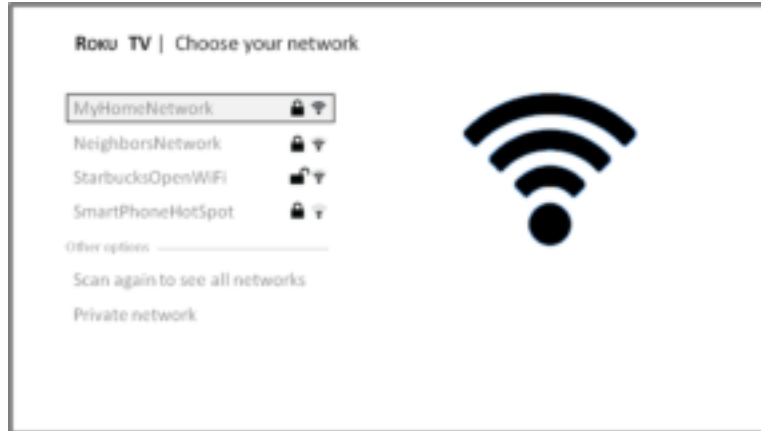 ROKU TV | Choose your network
MyHomeNetwork
NeighborsNetwork
StarbucksOpenWiFi
SmartPhoneHotSpot
Other options
Scan again to see all networks
Private network